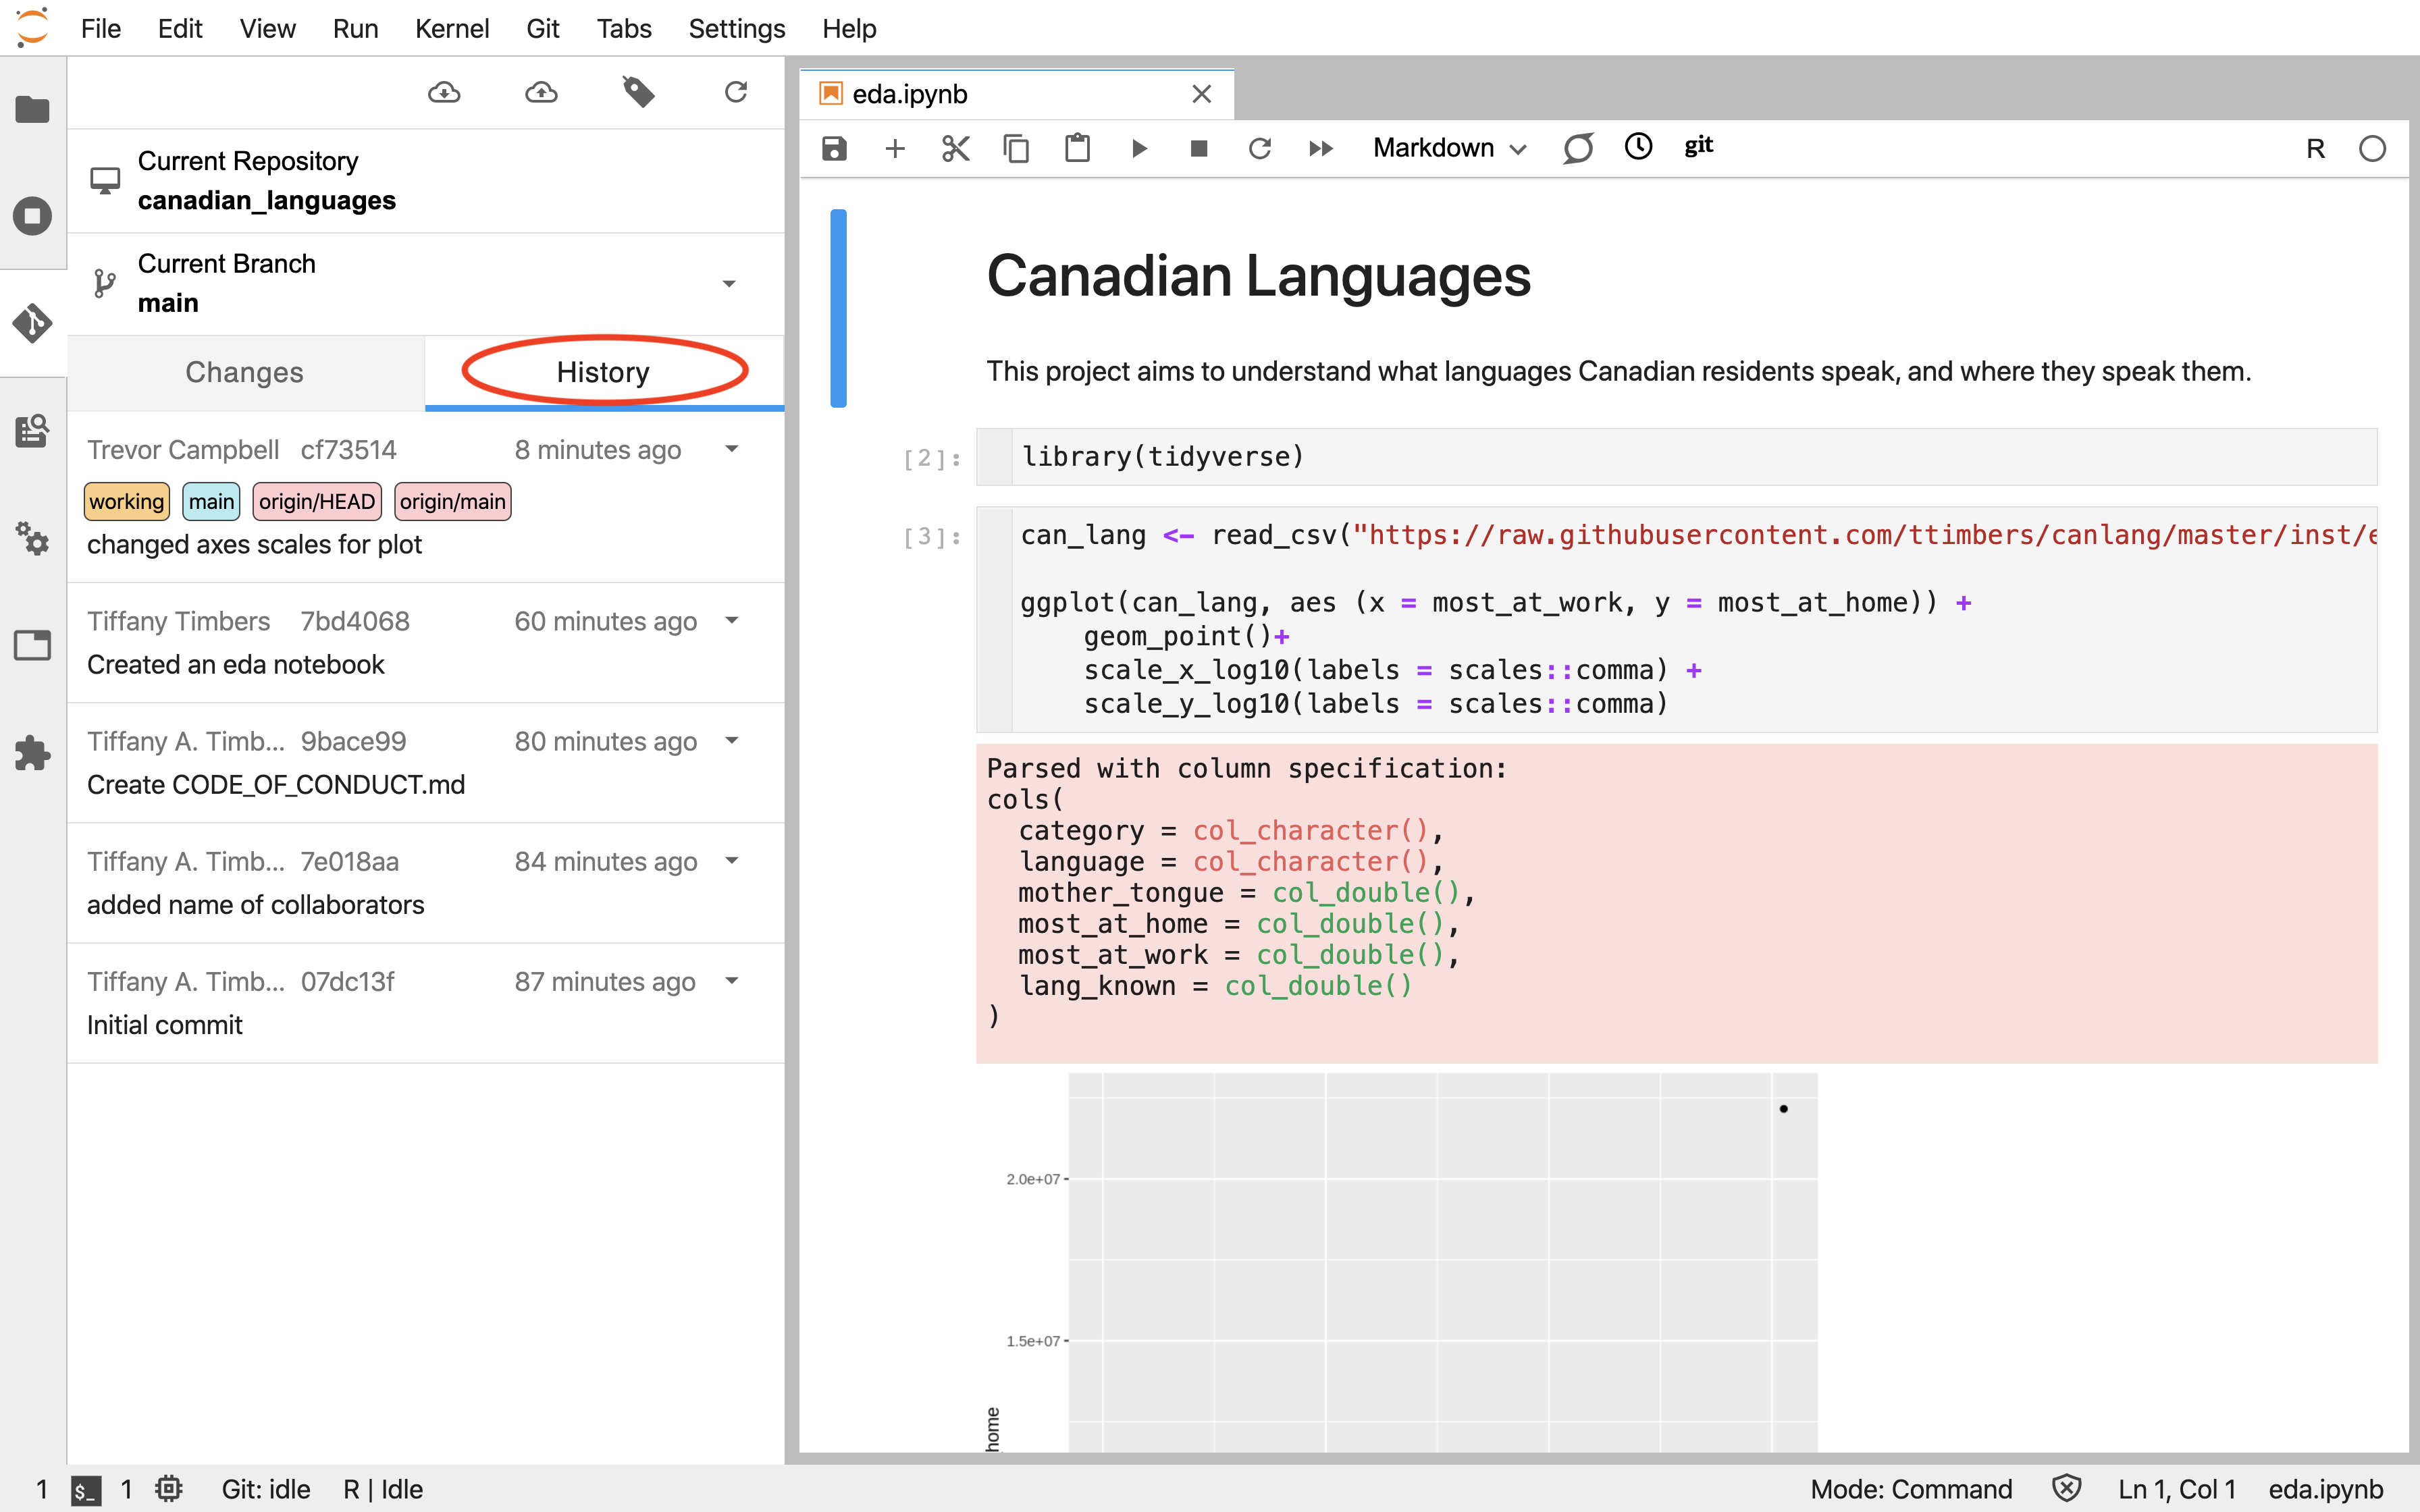 File Edit View Run Kernel Git Tabs Settings Help
Current Repository
canadian_languages
Current Branch
main
Changes History
Trevor Campbell cf73514 8 minutes ago
working main origin/HEAD origin/main
changed axes scales for plot
Tiffany Timbers 7bd4068 60 minutes ago
Created an eda notebook
Tiffany A. Timb... 9bace99 80 minutes ago
Create CODE_OF_CONDUCT.md
Tiffany A. Timb... 7e018aa 84 minutes ago
added name of collaborators
Tiffany A. Timb... 07dc13f 87 minutes ago
Initial commit
eda.ipynb
Markdown git R
Canadian Languages
This project aims to understand what languages Canadian residents speak, and where they speak them.
[2]: library(tidyverse)
[3]: can_lang <- read_csv("https://raw.githubusercontent.com/ttimbers/canlang/master/inst/e
ggplot(can_lang, aes (x = most_at_work, y = most_at_home)) +
geom_point()+
scale_x_log10(labels = scales::comma) +
scale_y_log10(labels = scales::comma)
Parsed with column specification:
cols(
category = col_character(),
language = col_character(),
mother_tongue = col_double(),
most_at_home = col_double(),
most_at_work = col_double(),
lang_known = col_double()
)
2.0e+07
1.5e+07
home
1 $_ 1 Git: idle R | Idle Mode: Command Ln 1, Col 1 eda.ipynb